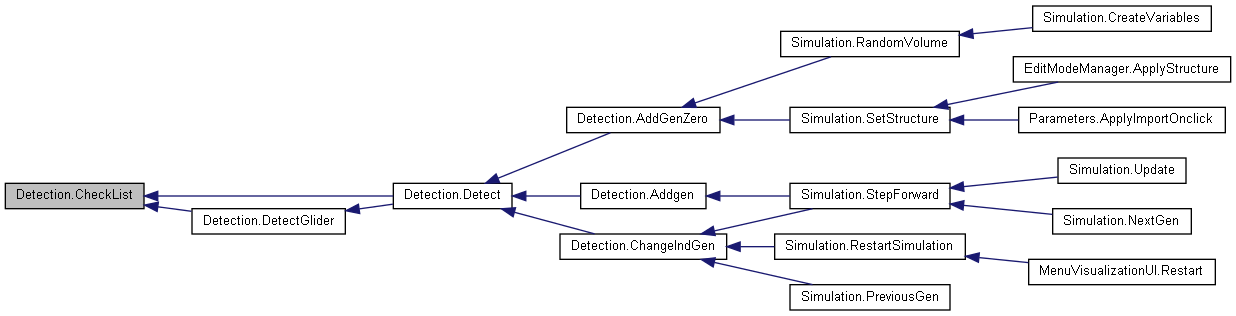 Simulation.CreateVariables
Simulation.RandomVolume
EditModeManager.ApplyStructure
Detection.AddGenZero
Simulation.SetStructure
Parameters.ApplyImportOnclick
Simulation.Update
Detection.CheckList
Detection.Detect
Detection.Addgen
Simulation.StepForward
Detection.DetectGlider
Simulation.NextGen
Detection.ChangeIndGen
Simulation.RestartSimulation
MenuVisualizationUI.Restart
Simulation.PreviousGen